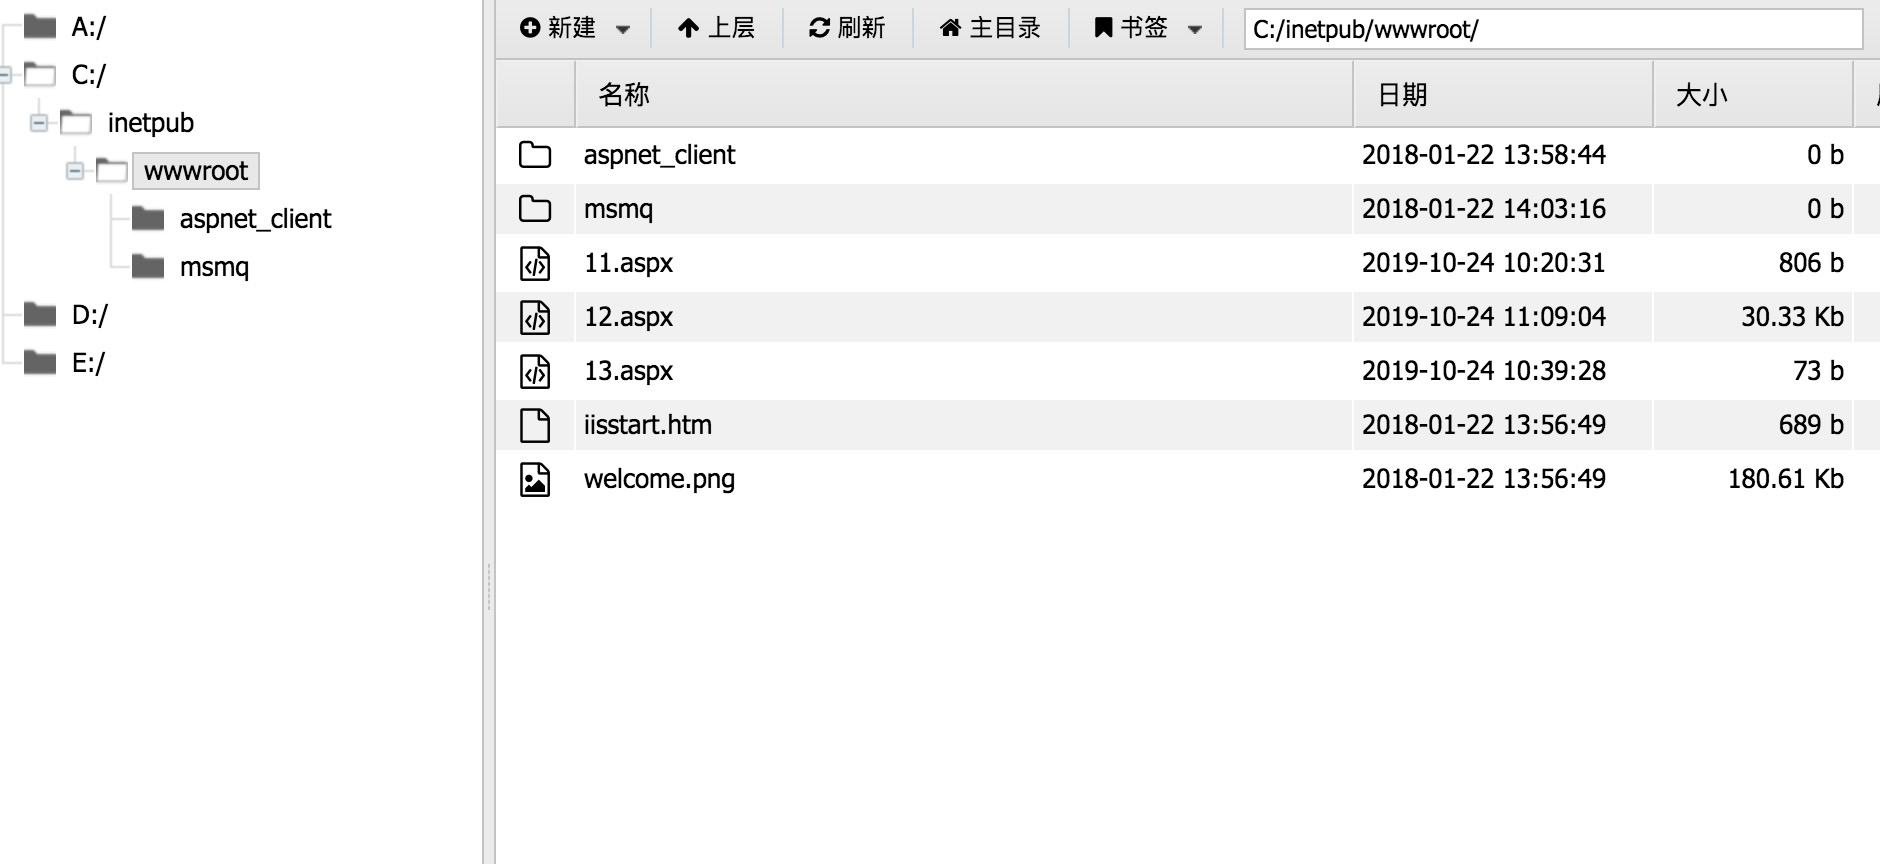 A:/
C:/
inetpub
wwwroot
aspnet_client
msmq
D:/
E:/
新建 上层 刷新 主目录 书签 C:/inetpub/wwwroot/
名称 日期 大小
aspnet_client 2018-01-22 13:58:44 0 b
msmq 2018-01-22 14:03:16 0 b
11.aspx 2019-10-24 10:20:31 806 b
12.aspx 2019-10-24 11:09:04 30.33 Kb
13.aspx 2019-10-24 10:39:28 73 b
iisstart.htm 2018-01-22 13:56:49 689 b
welcome.png 2018-01-22 13:56:49 180.61 Kb